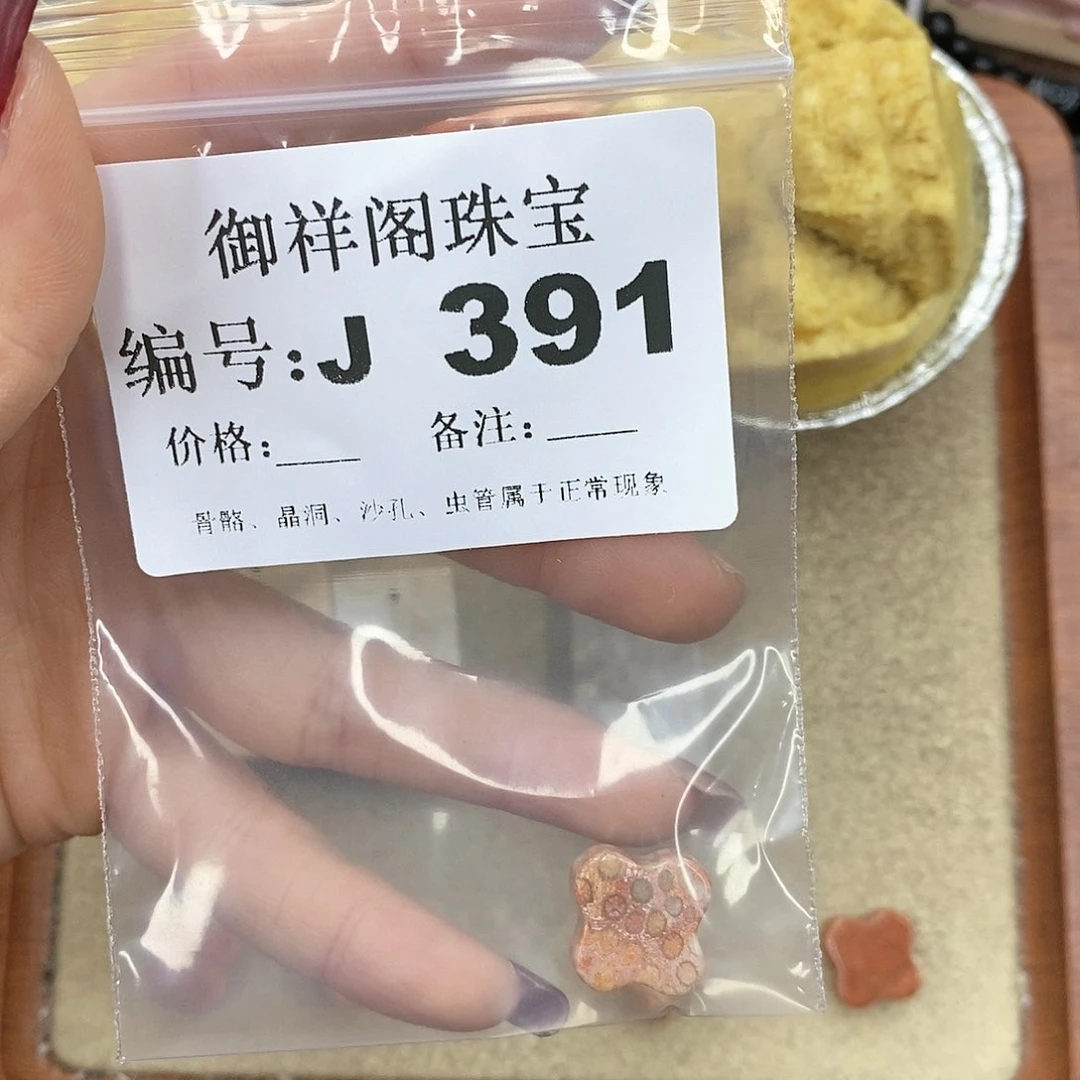 御祥阁珠宝
编号:J 391
价格:___ 备注:____
骨骼、晶洞、沙孔、虫管属于正常现象